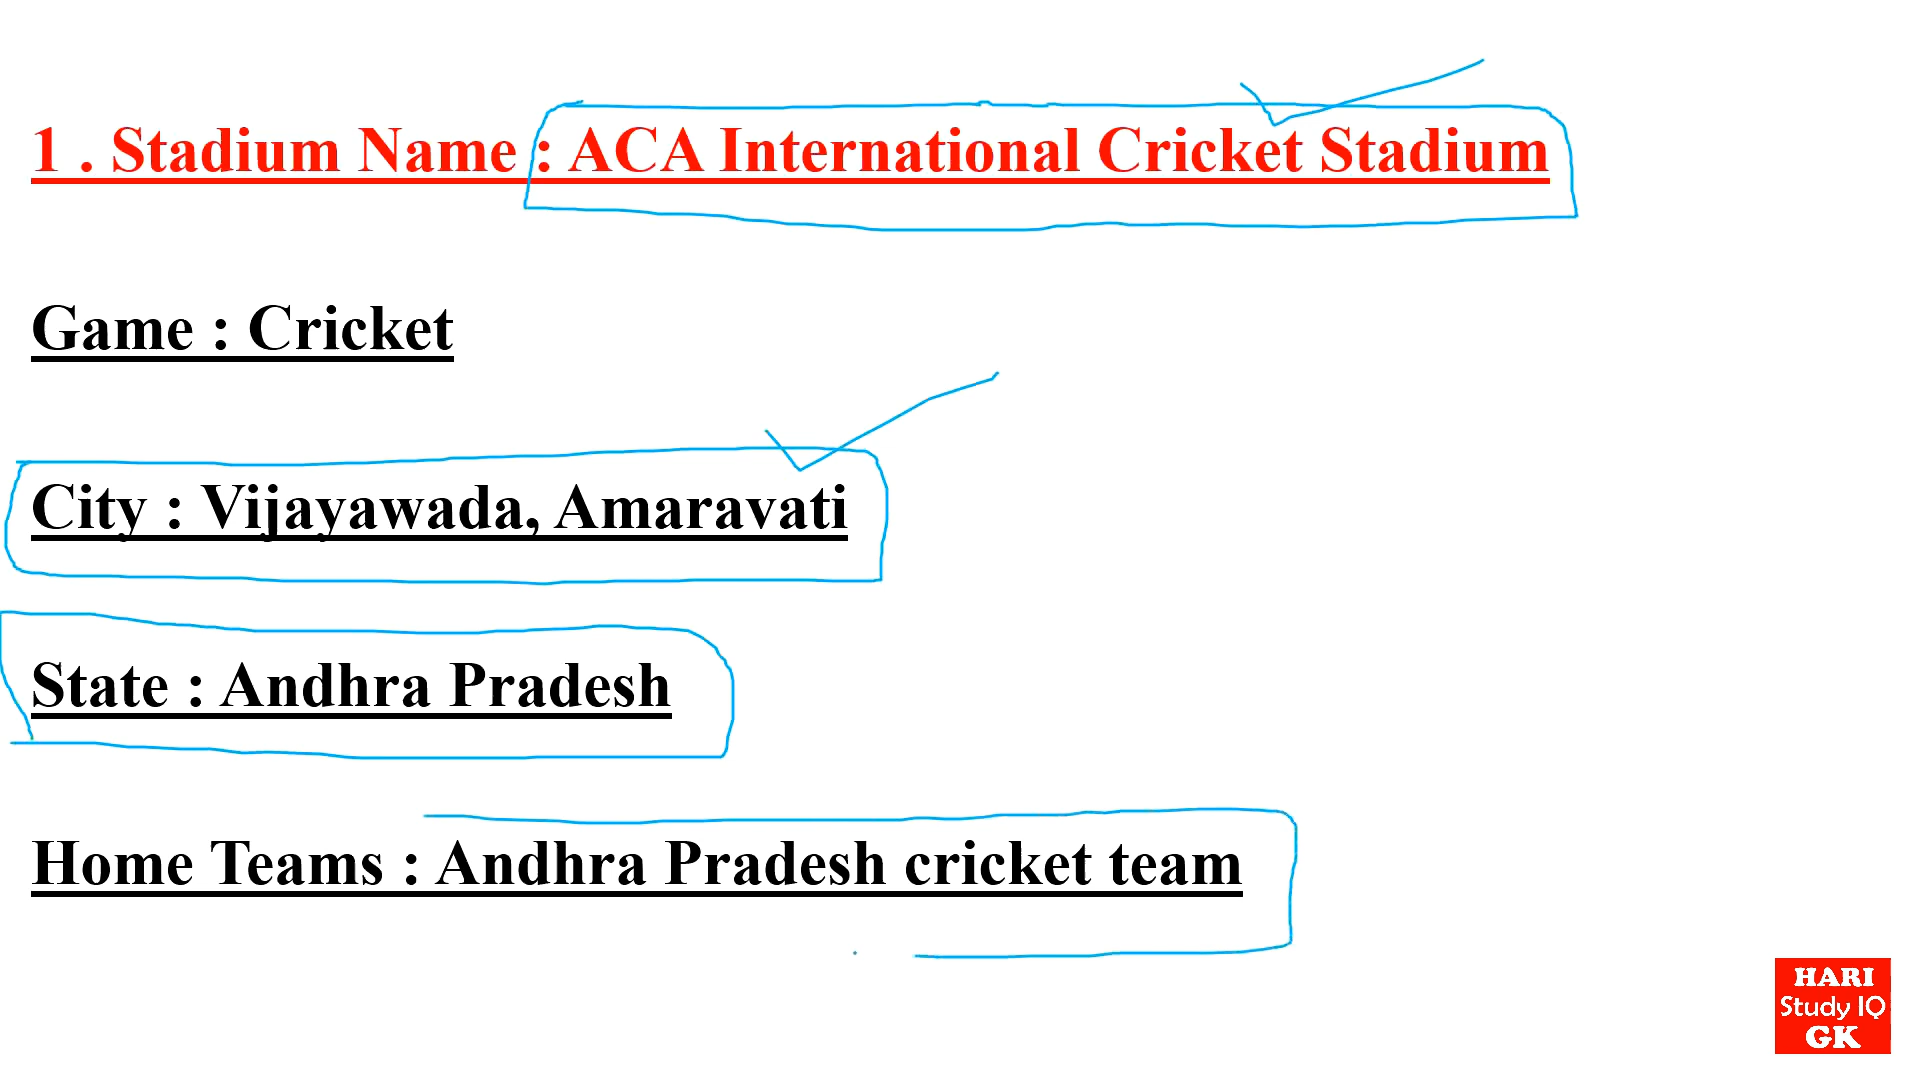 1 . Stadium Name : ACA International Cricket Stadium
Game : Cricket
City : Vijayawada, Amaravati
State : Andhra Pradesh
Home Teams : Andhra Pradesh cricket team
HARI
Study IQ
GK